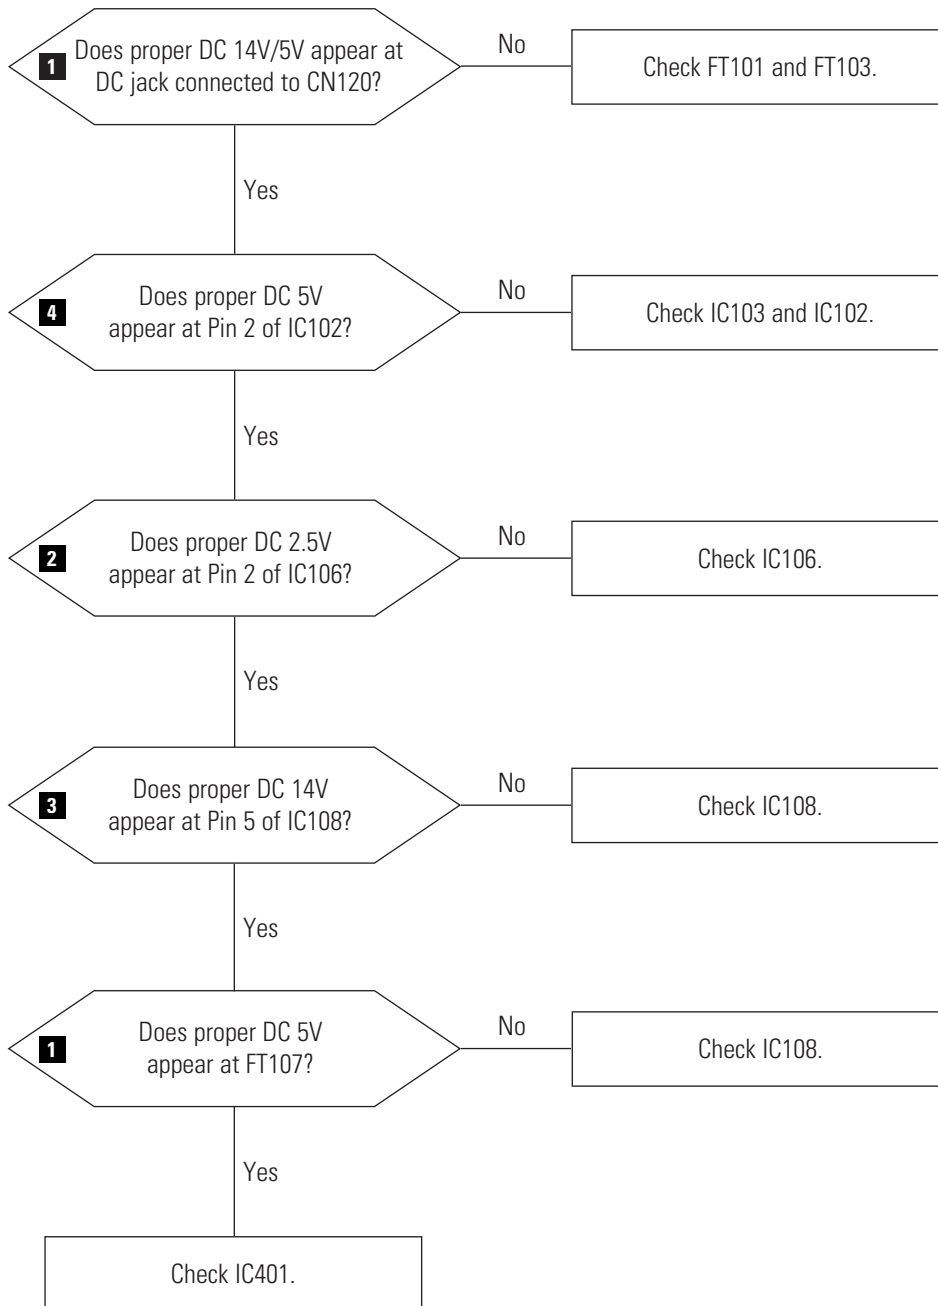 1
Does proper DC 14V/5V appear at
DC jack connected to CN120?
No
Check FT101 and FT103.
Yes
4
Does proper DC 5V
appear at Pin 2 of IC102?
No
Check IC103 and IC102.
Yes
2
Does proper DC 2.5V
appear at Pin 2 of IC106?
No
Check IC106.
Yes
3
Does proper DC 14V
appear at Pin 5 of IC108?
No
Check IC108.
Yes
1
Does proper DC 5V
appear at FT107?
No
Check IC108.
Yes
Check IC401.